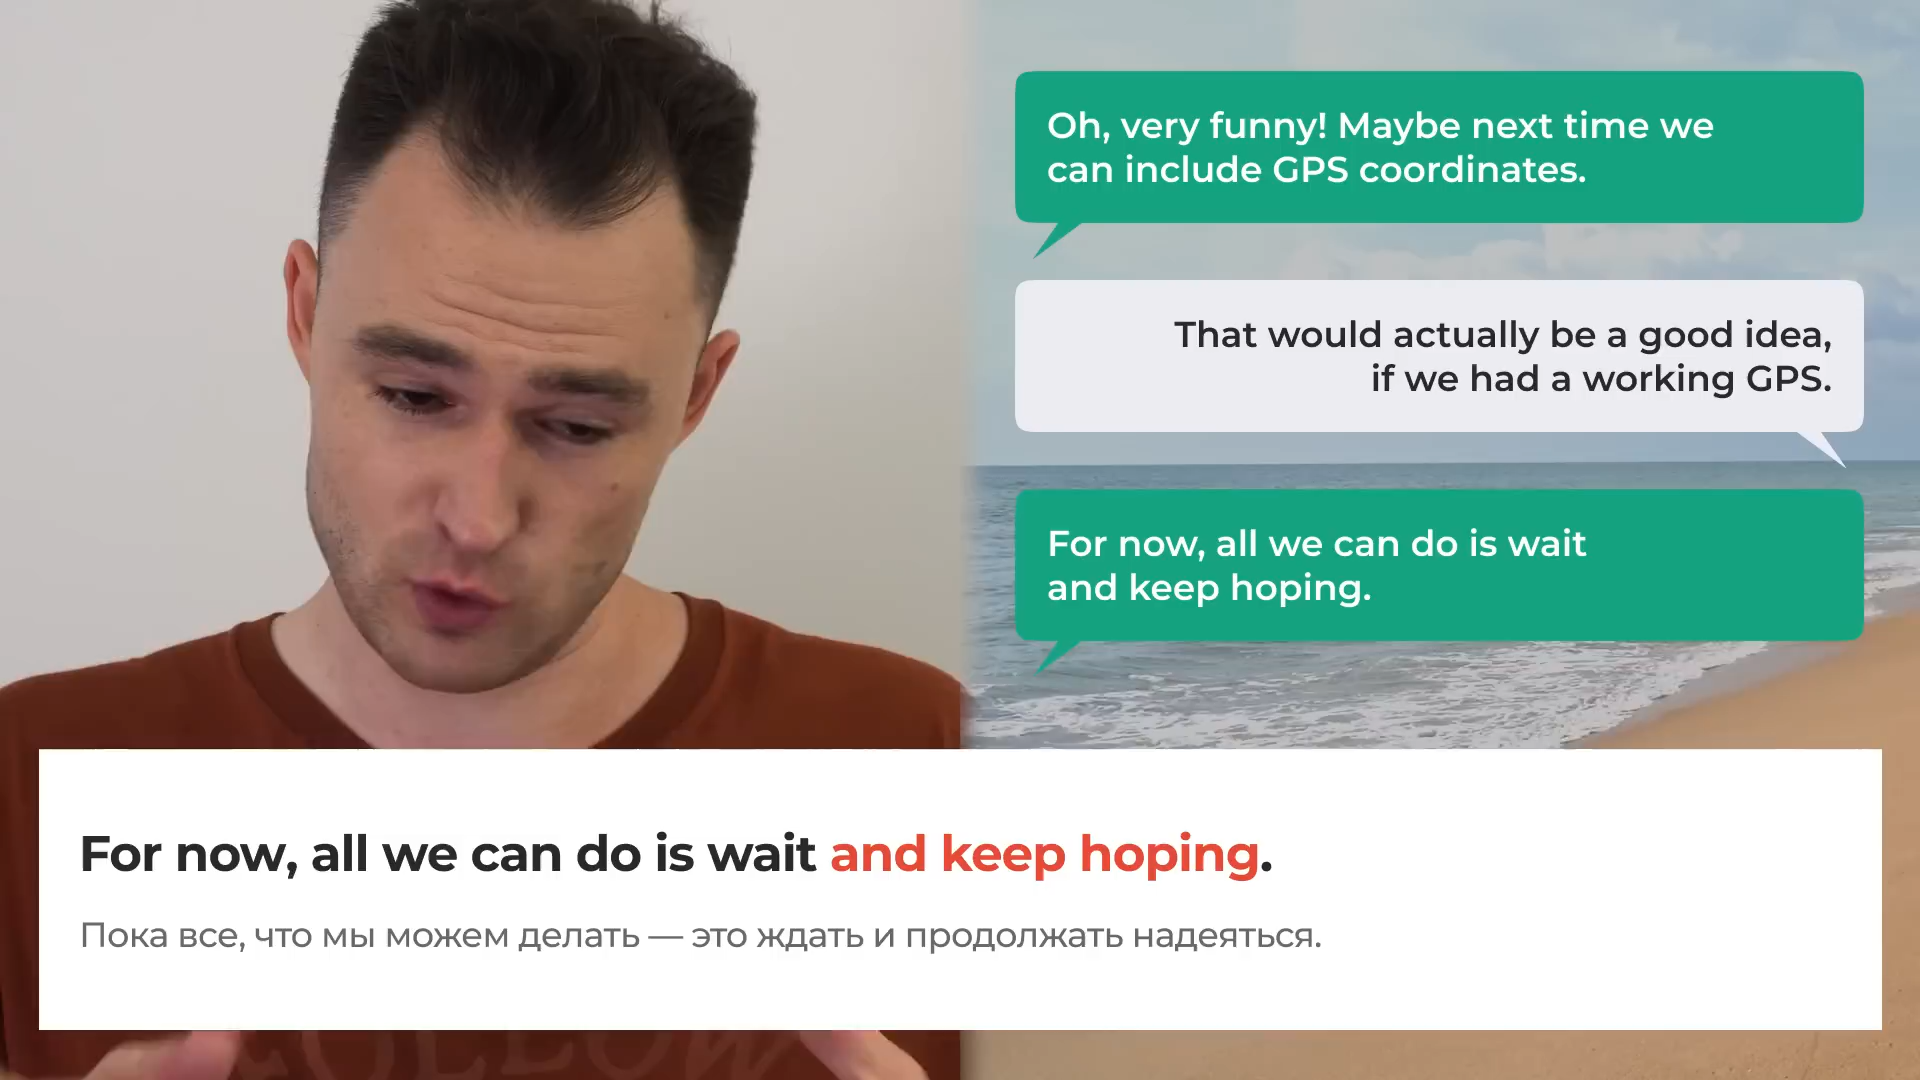 Oh, very funny! Maybe next time we
can include GPS coordinates.
That would actually be a good idea,
if we had a working GPS.
For now, all we can do is wait
and keep hoping.
For now, all we can do is wait and keep hoping.
Пока все, что мы можем делать — это ждать и продолжать надеяться.